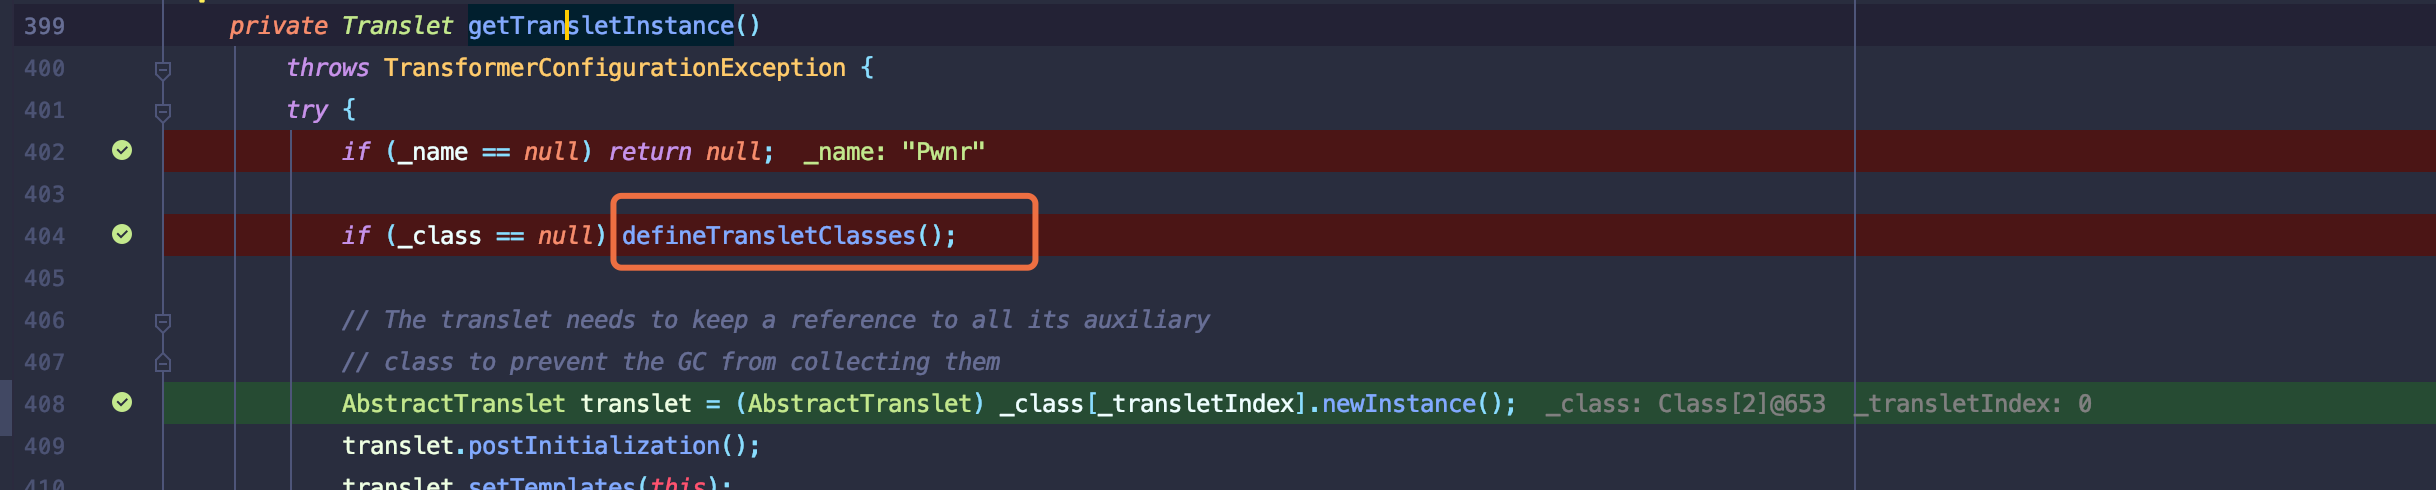 399 private Translet getTransletInstance()
400 throws TransformerConfigurationException {
401 try {
402 if (_name == null) return null; _name: "Pwnr"
403
404 if (_class == null) defineTransletClasses();
405
406 // The translet needs to keep a reference to all its auxiliary
407 // class to prevent the GC from collecting them
408 AbstractTranslet translet = (AbstractTranslet) _class[_transletIndex].newInstance(); _class: Class[2]@653 _transletIndex: 0
409 translet.postInitialization();
410 translet.setTemplates(this);